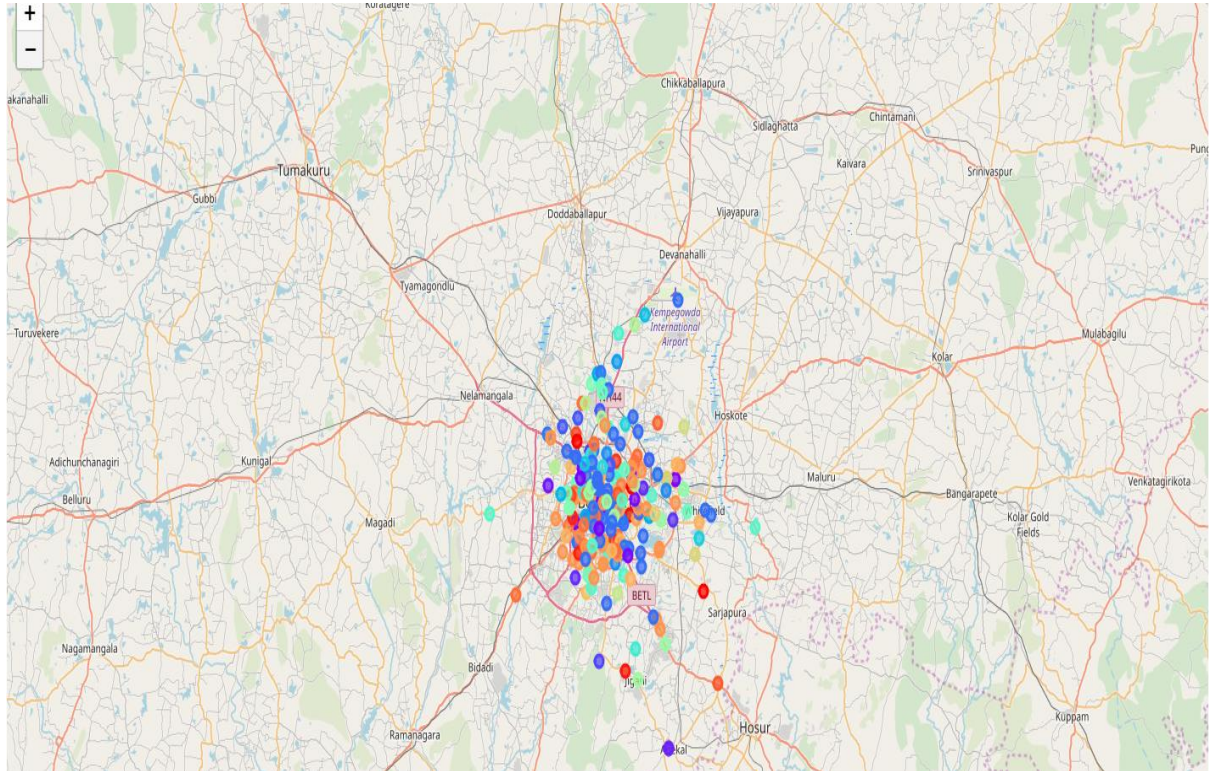 +
−
Koratagere
akanahalli
Chikkaballapura
Chintamani
Sidlaghatta
Kaivara
Pung
Tumakuru
Srinivaspur
Gubbi
Vijayapura
Doddaballapur
Devanahalli
Tyamagondlu
Kempegowda
International
Airport
Turuvekere
Mulabagilu
Kolar
Nelamangala
Hoskote
Adichunchanagiri
Kunigal
Maluru
Venkatagirikota
Belluru
Bangarapete
Magadi
Kolar Gold
Fields
BETL
Sarjapura
Nagamangala
Bidadi
Kuppam
Hosur
Ramanagara